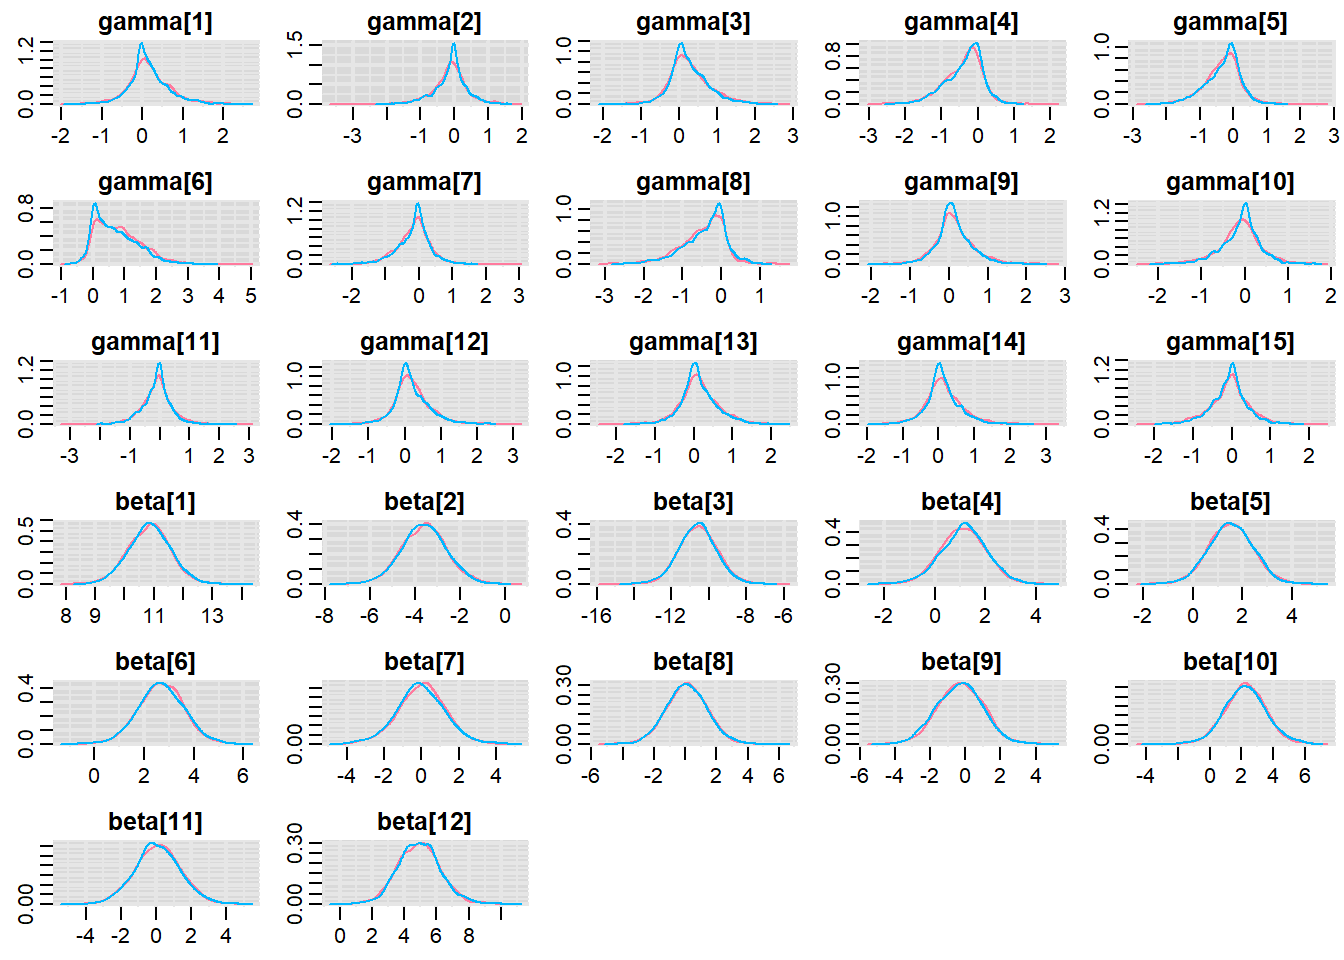 gamma[1] gamma[2] gamma[3] gamma[4] gamma[5]
0.0 1.2 0.0 1.5 0.0 1.0 0.0 0.8 0.0 1.0
-2 -1 0 1 2 -3 -1 0 1 2 -2 -1 0 1 2 3 -3 -2 -1 0 1 2 -3 -2 -1 0 1 2 3
gamma[6] gamma[7] gamma[8] gamma[9] gamma[10]
0.0 0.8 0.0 1.2 0.0 1.0 0.0 1.0 0.0 1.2
-1 0 1 2 3 4 5 -2 0 1 2 3 -3 -2 -1 0 1 -2 -1 0 1 2 3 -2 -1 0 1 2
gamma[11] gamma[12] gamma[13] gamma[14] gamma[15]
0.0 1.2 0.0 1.0 0.0 1.0 0.0 1.0 0.0 1.2
-3 -1 1 2 3 -2 -1 0 1 2 3 -2 -1 0 1 2 -2 -1 0 1 2 3 -2 -1 0 1 2
beta[1] beta[2] beta[3] beta[4] beta[5]
0.0 0.5 0.0 0.4 0.0 0.4 0.0 0.4 0.0 0.4
8 9 11 13 -8 -6 -4 -2 0 -16 -11 -8 -6 -2 0 2 4 -2 0 2 4
beta[6] beta[7] beta[8] beta[9] beta[10]
0.0 0.4 0.00 0.00 0.30 0.00 0.30 0.00
0 2 4 6 -4 -2 0 2 4 -6 -2 0 2 4 6 -6 -4 -2 0 2 4 -4 0 2 4 6
beta[11] beta[12]
0.00 0.00 0.30
-4 -2 0 2 4 0 2 4 6 8